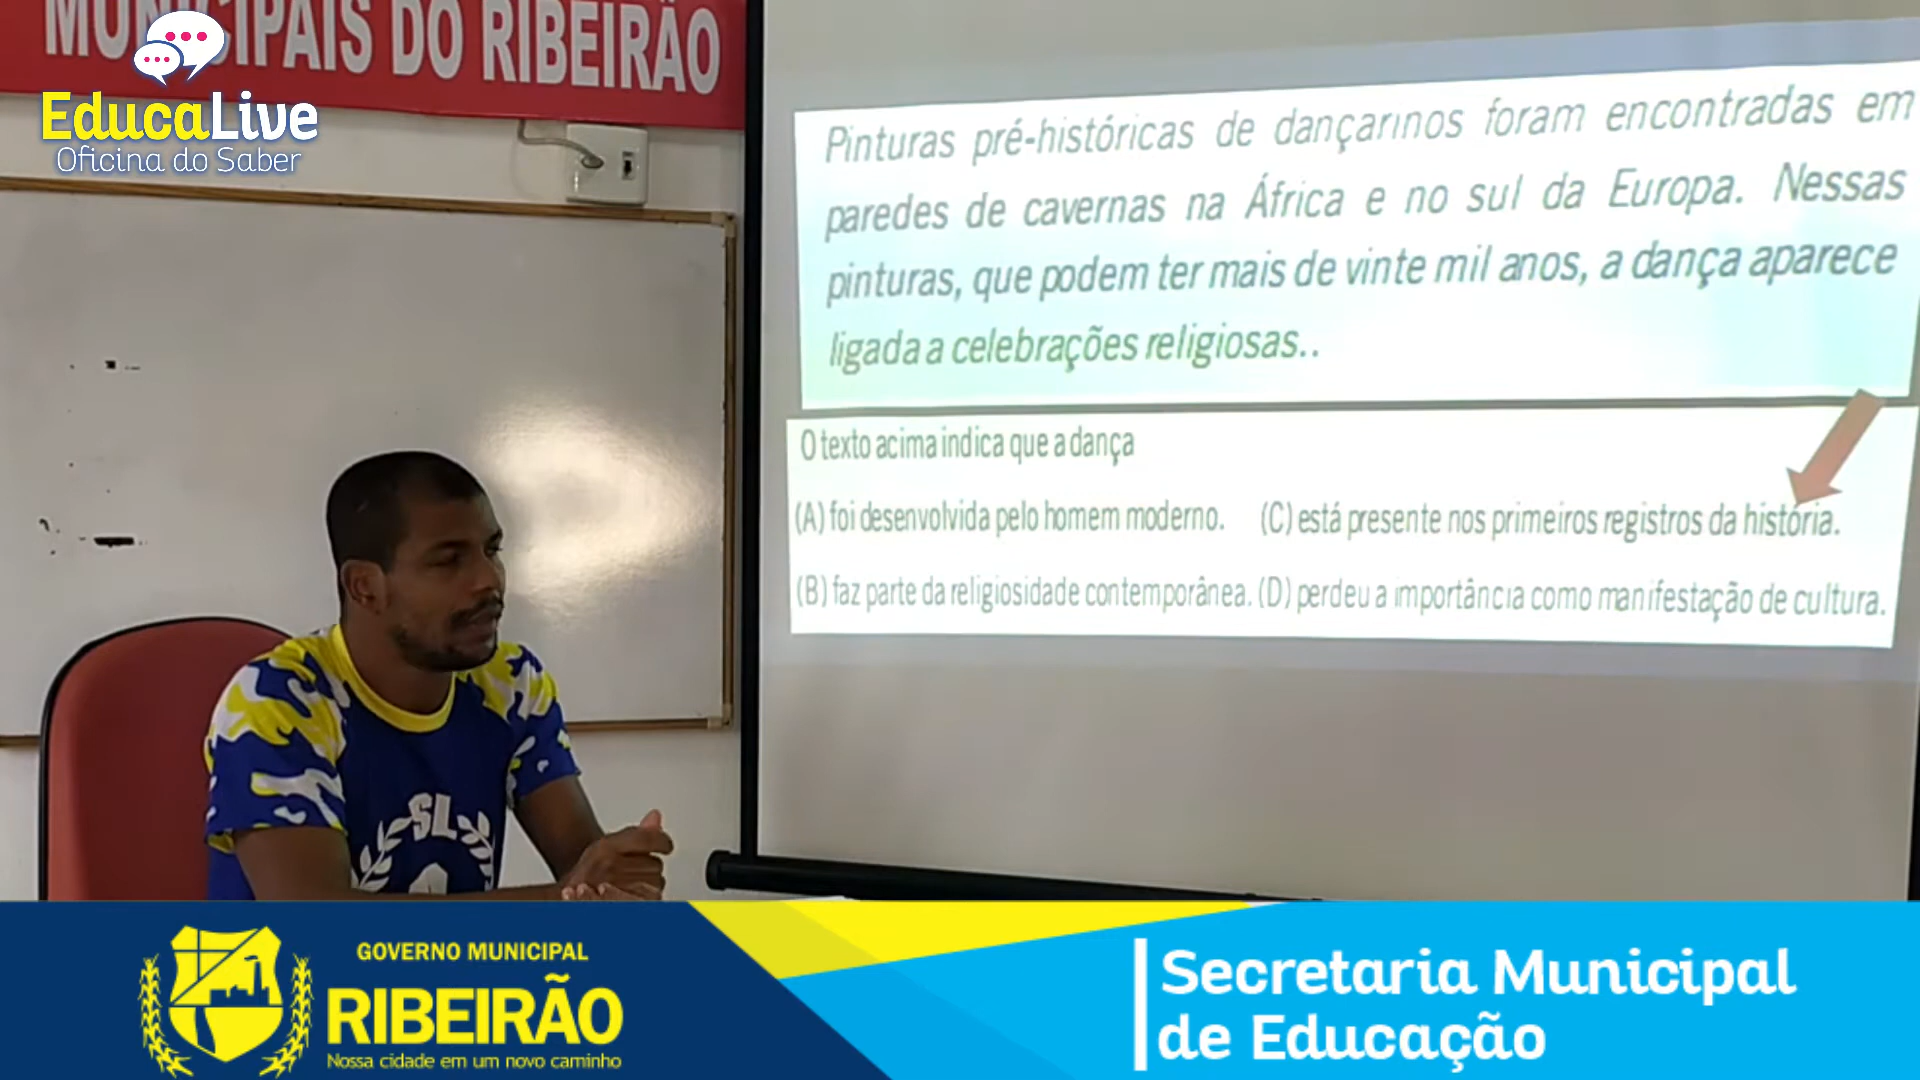 MUNICIPAIS DO RIBEIRÃO
EducaLive
Oficina do Saber
Pinturas pré-históricas de dançarinos foram encontradas em
paredes de cavernas na África e no sul da Europa. Nessas
pinturas, que podem ter mais de vinte mil anos, a dança aparece
ligada a celebrações religiosas..
O texto acima indica que a dança
(A) foi desenvolvida pelo homem moderno. (C) está presente nos primeiros registros da história.
(B) faz parte da religiosidade contemporânea. (D) perdeu a importância como manifestação de cultura.
SL
GOVERNO MUNICIPAL
RIBEIRÃO
Nossa cidade em um novo caminho
Secretaria Municipal
de Educação